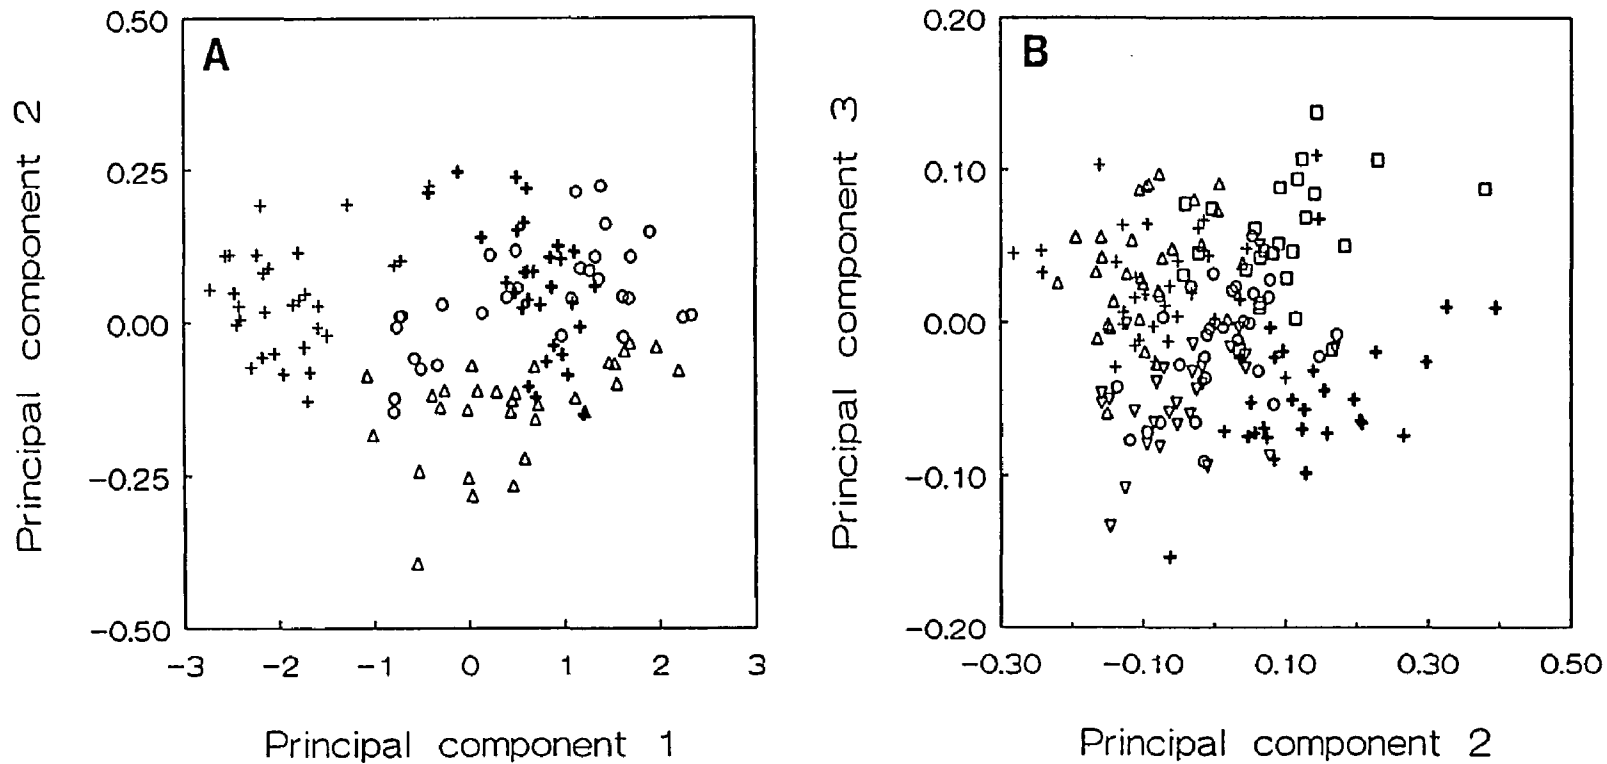 A
Principal component 2
0.50
0.25
0.00
−0.25
−0.50
−3 −2 −1 0 1 2 3
Principal component 1
B
Principal component 3
0.20
0.10
0.00
−0.10
−0.20
−0.30 −0.10 0.10 0.30 0.50
Principal component 2